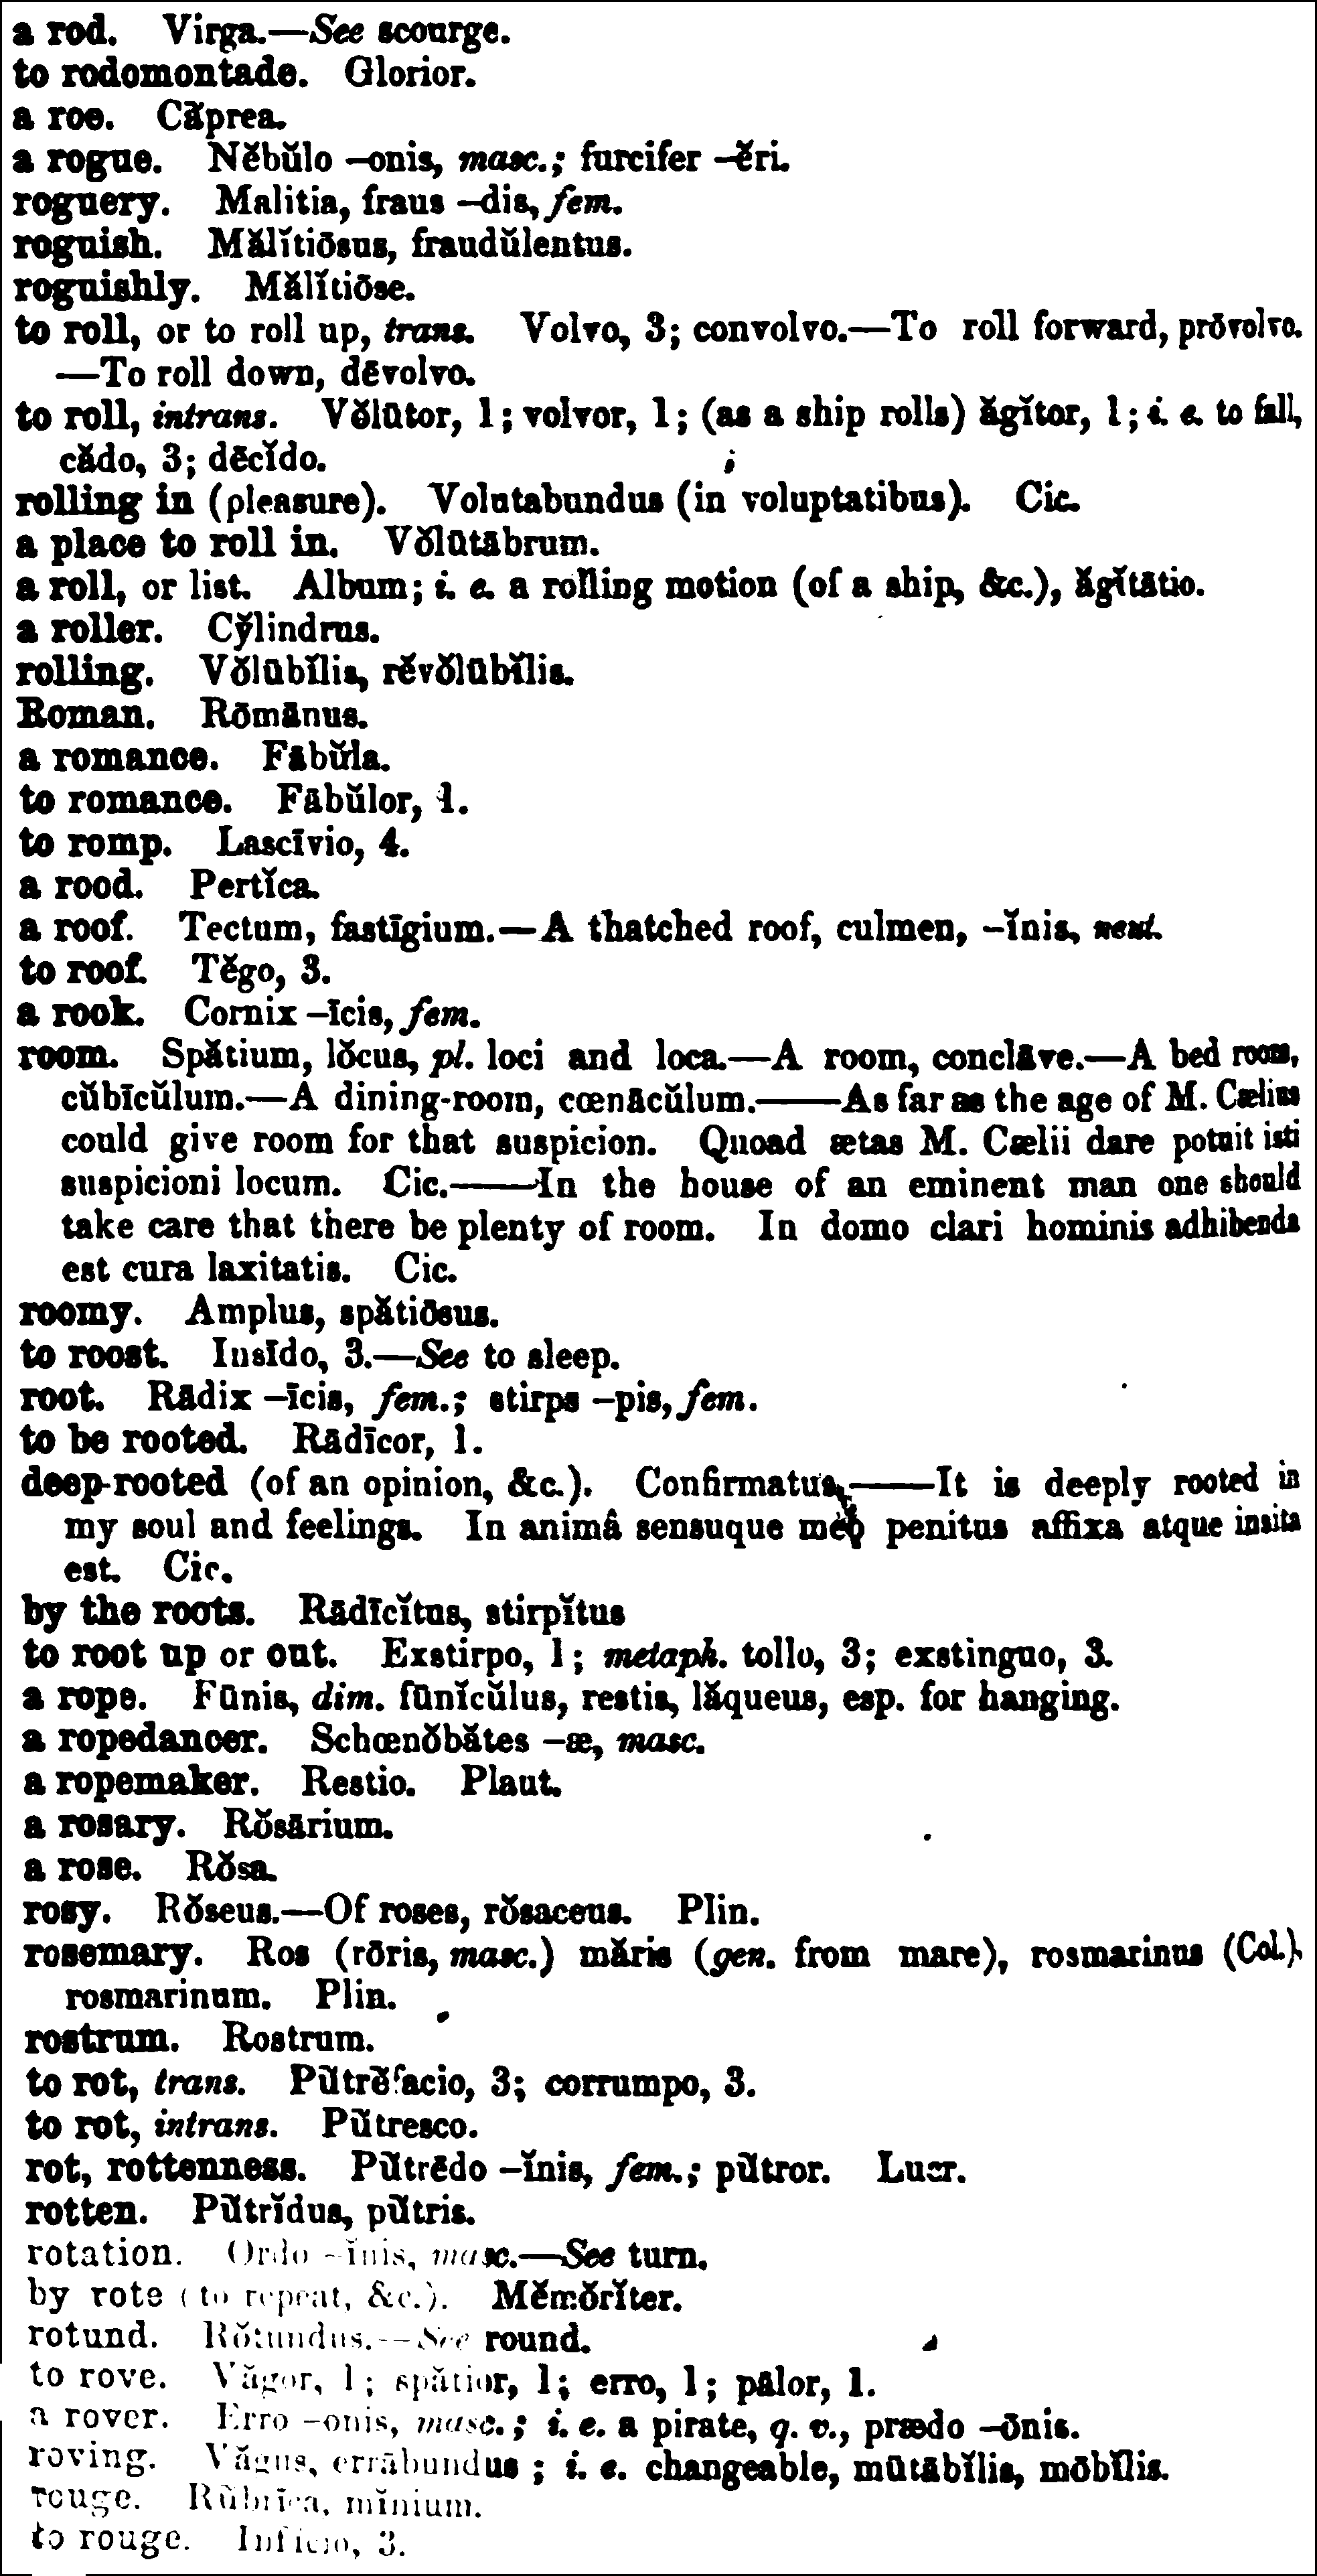 a rod. Virga.—See scourge.
to rodomontade. Glorior.
a roe. Căprea.
a rogue. Nĕbŭlo –onis, masc.; furcifer –ĕri.
roguery. Malitia, fraus –dis, fem.
roguish. Mălĭtiōsus, fraudŭlentus.
roguishly. Mălĭtiōse.
to roll, or to roll up, trans. Volvo, 3; convolvo.—To roll forward, prōvolvo.
—To roll down, dēvolvo.
to roll, intrans. Vŏlūtor, 1; volvor, 1; (as a ship rolls) ăgĭtor, 1; i. e. to fall,
cădo, 3; dēcĭdo.
rolling in (pleasure). Volutabundus (in voluptatibus). Cic.
a place to roll in. Vŏlūtābrum.
a roll, or list. Album; i. e. a rolling motion (of a ship, &c.), ăgĭtātio.
a roller. Cy̆lindrus.
rolling. Vŏlūbĭlis, rĕvŏlūbĭlis.
Roman. Rōmānus.
a romance. Fābŭla.
to romance. Fābŭlor, 1.
to romp. Lascīvio, 4.
a rood. Pertĭca.
a roof. Tectum, fastīgium.—A thatched roof, culmen, –ĭnis, neut.
to roof. Tĕgo, 3.
a rook. Cornix –īcis, fem.
room. Spătium, lŏcus, pl. loci and loca.—A room, conclāve.—A bed room,
cŭbīcŭlum.—A dining-room, cœnācŭlum.——As far as the age of M. Cælius
could give room for that suspicion. Quoad ætas M. Cælii dare potuit isti
suspicioni locum. Cic.——In the house of an eminent man one should
take care that there be plenty of room. In domo clari hominis adhibenda
est cura laxitatis. Cic.
roomy. Amplus, spătiōsus.
to roost. Insīdo, 3.—See to sleep.
root. Rādix –īcis, fem.; stirps –pis, fem.
to be rooted. Rādīcor, 1.
deep-rooted (of an opinion, &c.). Confirmatus.——It is deeply rooted in
my soul and feelings. In animâ sensuque meo penitus affixa atque insita
est. Cic.
by the roots. Rādīcĭtus, stirpĭtus
to root up or out. Exstirpo, 1; metaph. tollo, 3; exstinguo, 3.
a rope. Fūnis, dim. fūnĭcŭlus, restis, lăqueus, esp. for hanging.
a ropedancer. Schœnŏbătes –æ, masc.
a ropemaker. Restio. Plaut.
a rosary. Rŏsārium.
a rose. Rŏsa.
rosy. Rŏseus.—Of roses, rŏsaceus. Plin.
rosemary. Ros (rōris, masc.) măris (gen. from mare), rosmarinus (Col.),
rosmarinum. Plin.
rostrum. Rostrum.
to rot, trans. Pŭtrĕfacio, 3; corrumpo, 3.
to rot, intrans. Pŭtresco.
rot, rottenness. Pŭtrēdo –ĭnis, fem.; pŭtror. Lucr.
rotten. Pŭtrĭdus, pŭtris.
rotation. Ordo –ĭnis, masc.—See turn.
by rote (to repeat, &c.). Mĕmŏrĭter.
rotund. Rŏtundus.—See round.
to rove. Văgor, 1; spătior, 1; erro, 1; pālor, 1.
a rover. Erro –onis, masc.; i. e. a pirate, q. v., prædo –ōnis.
roving. Văgus, errābundus; i. e. changeable, mūtābĭlis, mōbĭlis.
rouge. Rŭbrīca, mĭnium.
to rouge. Inficio, 3.